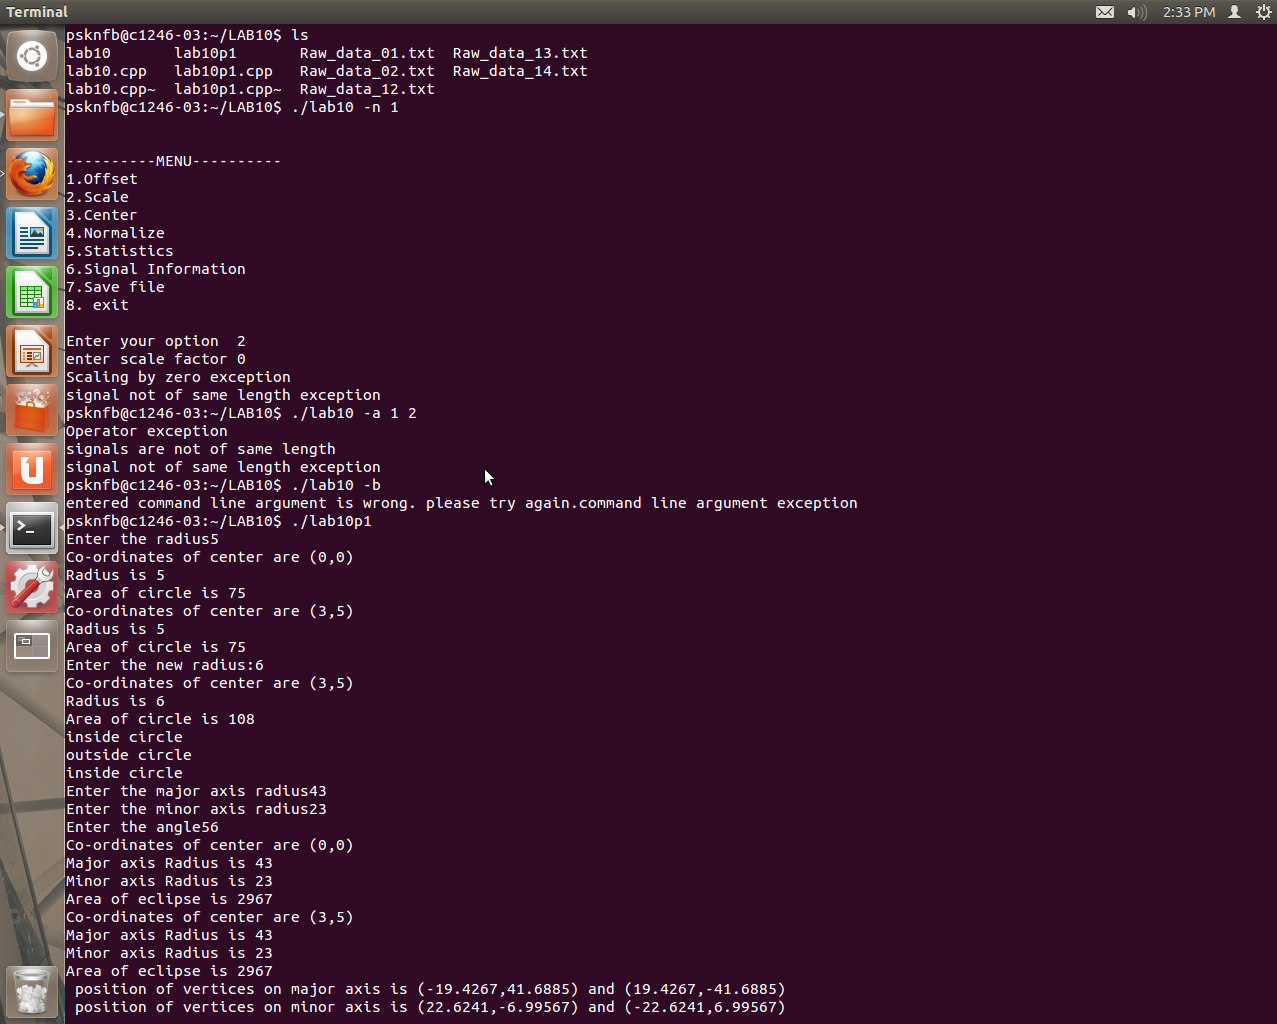 Terminal
2:33 PM
pskfnb@c1246-03:~/LAB10$ ls
lab10 lab10p1 Raw_data_01.txt Raw_data_13.txt
lab10.cpp lab10p1.cpp Raw_data_02.txt Raw_data_14.txt
lab10.cpp~ lab10p1.cpp~ Raw_data_12.txt
psknfb@c1246-03:~/LAB10$ ./lab10 -n 1
----------MENU----------
1.Offset
2.Scale
3.Center
4.Normalize
5.Statistics
6.Signal Information
7.Save file
8. exit
Enter your option  2
enter scale factor 0
Scaling by zero exception
signal not of same length exception
psknfb@c1246-03:~/LAB10$ ./lab10 -a 1 2
Operator exception
signals are not of same length
signal not of same length exception
psknfb@c1246-03:~/LAB10$ ./lab10 -b
entered command line argument is wrong. please try again.command line argument exception
psknfb@c1246-03:~/LAB10$ ./lab10p1
Enter the radius5
Co-ordinates of center are (0,0)
Radius is 5
Area of circle is 75
Co-ordinates of center are (3,5)
Radius is 5
Area of circle is 75
Enter the new radius:6
Co-ordinates of center are (3,5)
Radius is 6
Area of circle is 108
inside circle
outside circle
inside circle
Enter the major axis radius43
Enter the minor axis radius23
Enter the angle56
Co-ordinates of center are (0,0)
Major axis Radius is 43
Minor axis Radius is 23
Area of eclipse is 2967
Co-ordinates of center are (3,5)
Major axis Radius is 43
Minor axis Radius is 23
Area of eclipse is 2967
position of vertices on major axis is (-19.4267,41.6885) and (19.4267,-41.6885)
position of vertices on minor axis is (22.6241,-6.99567) and (-22.6241,6.99567)